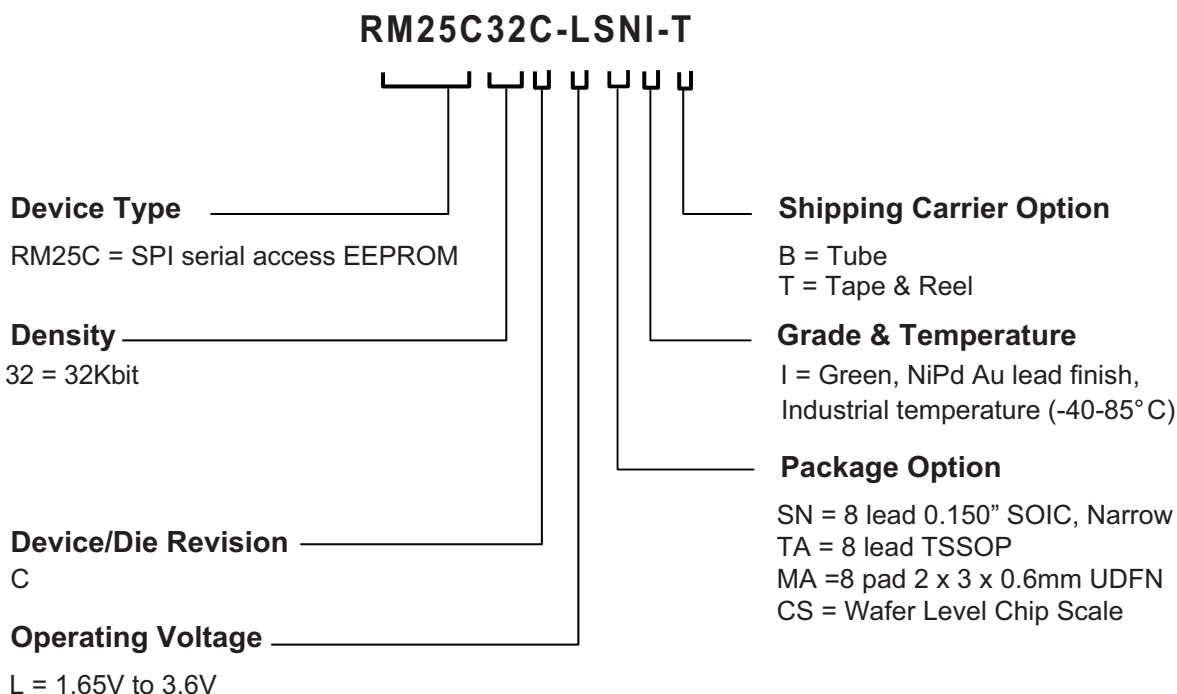 RM25C32C-LSNI-T
Device Type
RM25C = SPI serial access EEPROM
Density
32 = 32Kbit
Device/Die Revision
C
Operating Voltage
L = 1.65V to 3.6V
Shipping Carrier Option
B = Tube
T = Tape & Reel
Grade & Temperature
I = Green, NiPd Au lead finish,
Industrial temperature (-40-85°C)
Package Option
SN = 8 lead 0.150” SOIC, Narrow
TA = 8 lead TSSOP
MA =8 pad 2 x 3 x 0.6mm UDFN
CS = Wafer Level Chip Scale